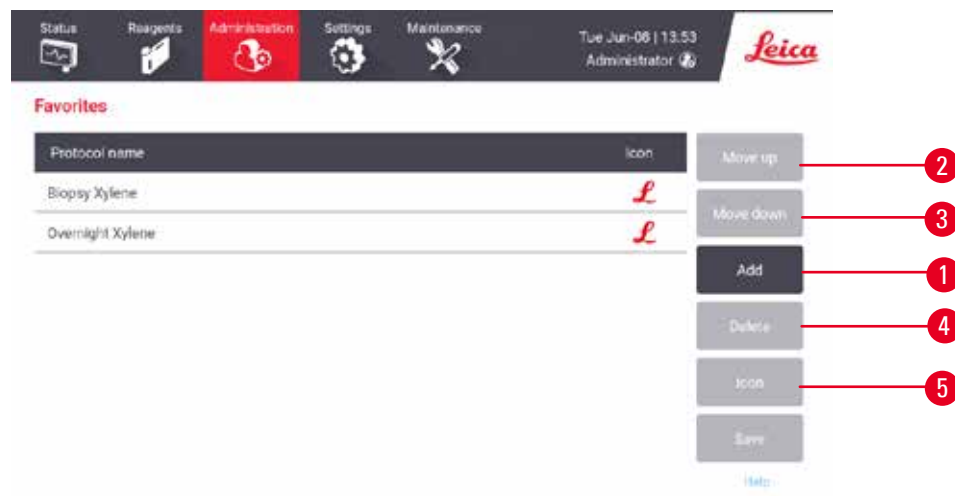 Status Reagents Administration Settings Maintenance
Tue Jun-06 | 13:53
Administrator
Leica
Favorites
Protocol name Icon
Biopsy Xylene L
Overnight Xylene L
Move up
Move down
Add
Delete
Icon
Save
Help
2
3
1
4
5